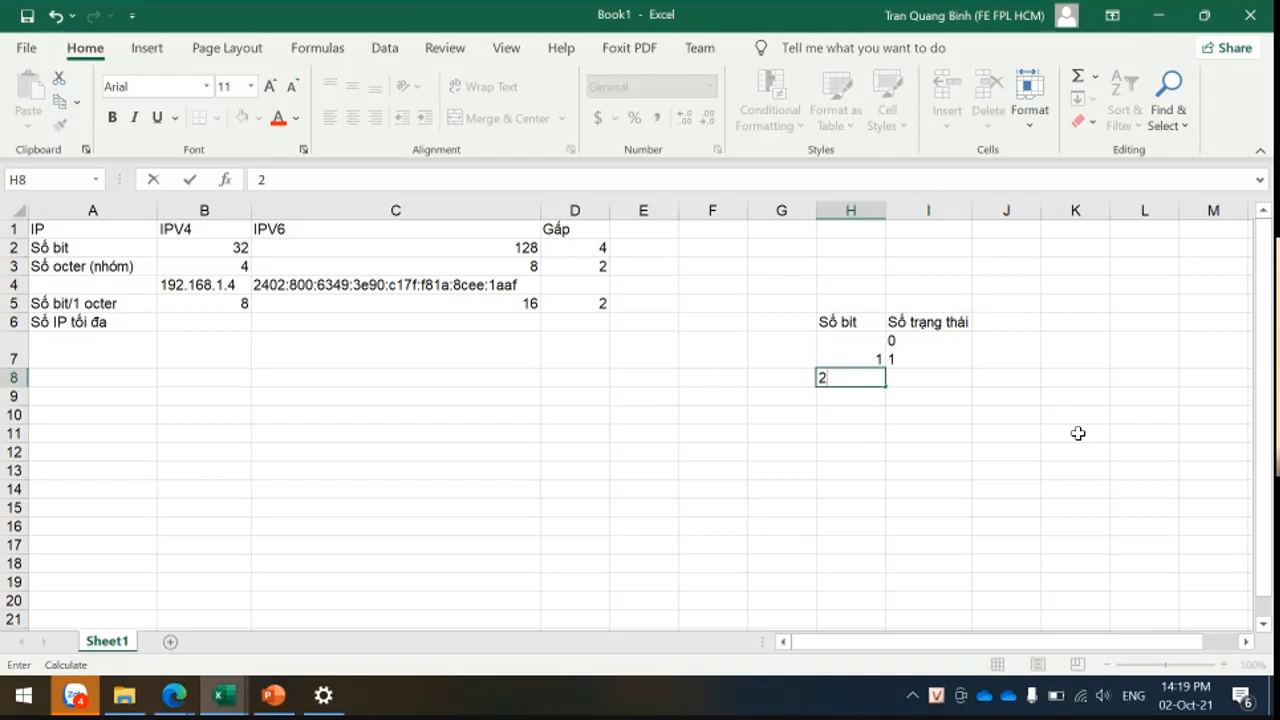 Book1 - Excel
Tran Quang Binh (FE FPL HCM)
File Home Insert Page Layout Formulas Data Review View Help Foxit PDF Team Tell me what you want to do Share
Paste
Arial 11
Wrap Text
General
B I U
Merge & Center
Conditional Formatting
Format as Table
Cell Styles
Insert Delete Format
Sort & Filter
Find & Select
Clipboard Font Alignment Number Styles Cells Editing
H8 2
A B C D E F G H I J K L M
1 IP IPV4 IPV6 Gấp
2 Số bit 32 128 4
3 Số octer (nhóm) 4 8 2
4 192.168.1.4 2402:800:6349:3e90:c17f:f81a:8cee:1aaf
5 Số bit/1 octer 8 16 2
6 Số IP tối đa Số bit Số trạng thái
0
7 1 1
8 2
9
10
11
12
13
14
15
16
17
18
19
20
21
Sheet1
Enter Calculate 100%
Zalo 4
ENG
14:19 PM
02-Oct-21
6